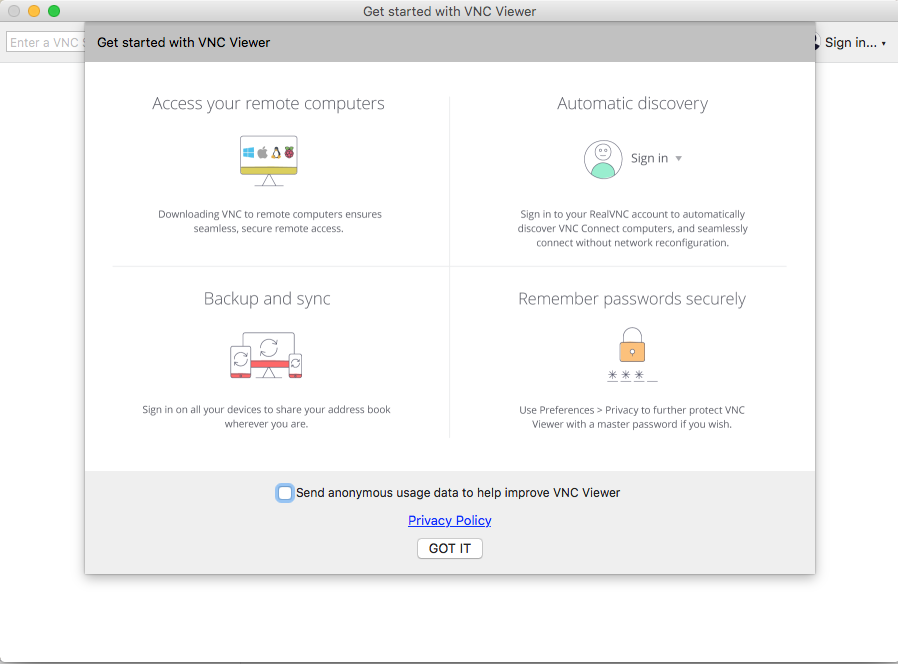 Get started with VNC Viewer
Enter a VNC
Sign in...
Get started with VNC Viewer
Access your remote computers
Downloading VNC to remote computers ensures
seamless, secure remote access.
Automatic discovery
Sign in
Sign in to your RealVNC account to automatically
discover VNC Connect computers, and seamlessly
connect without network reconfiguration.
Backup and sync
Sign in on all your devices to share your address book
wherever you are.
Remember passwords securely
***_
Use Preferences > Privacy to further protect VNC
Viewer with a master password if you wish.
Send anonymous usage data to help improve VNC Viewer
Privacy Policy
GOT IT